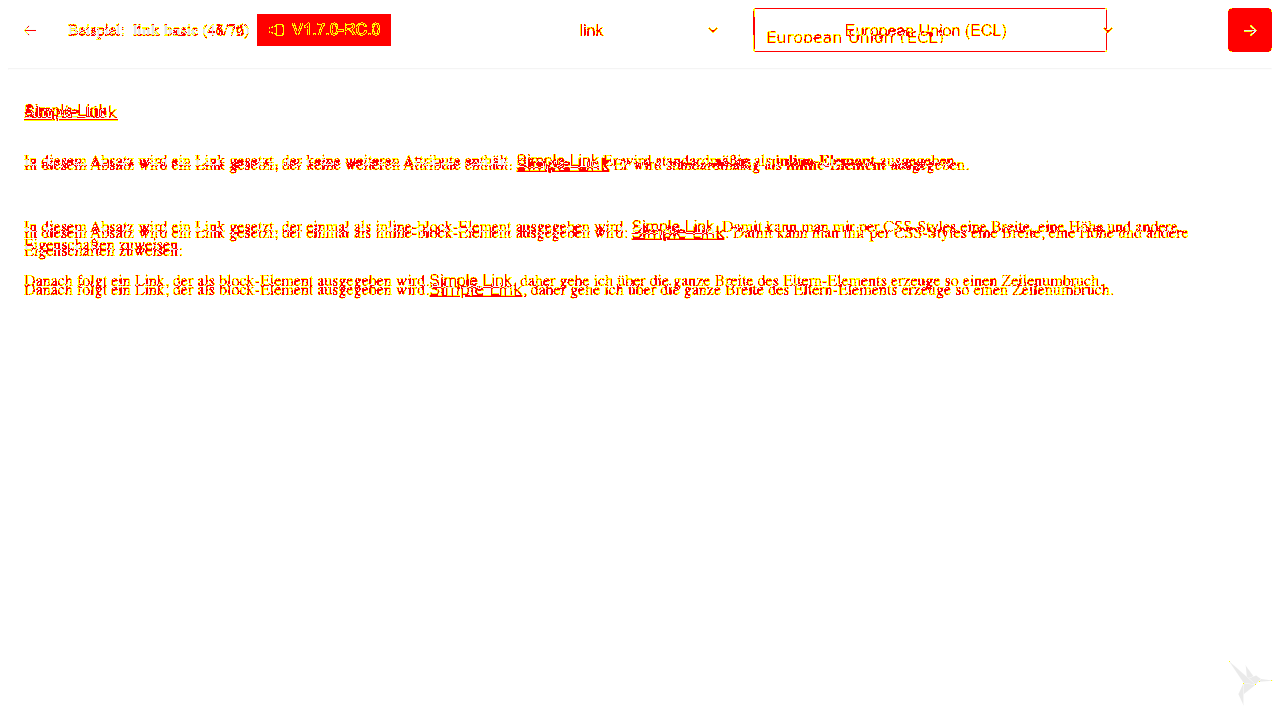 Beispiel: link basic V1.7.0-RC.0 link European Union (ECL)
European Union (ECL)
Simple Link
In diesem Absatz wird ein Link gesetzt, der keine weiteren Attribute enthält. Simple Link Er wird standardmäßig als inline-Element ausgegeben.
In diesem Absatz wird ein Link gesetzt, der einmal als inline-block-Element ausgegeben wird. Simple Link. Damit kann man mir per CSS-Styles eine Breite, eine Höhe und andere
Eigenschaften zuweisen.
Danach folgt ein Link, der als block-Element ausgegeben wird.Simple Link, daher gehe ich über die ganze Breite des Eltern-Elements erzeuge so einen Zeilenumbruch.